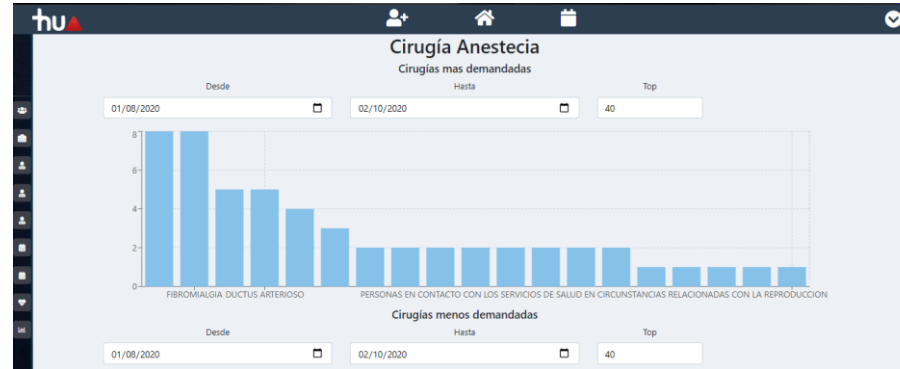 hu
Cirugía Anestecia
Cirugías mas demandadas
Desde Hasta Top
01/08/2020 02/10/2020 40
8
6
4
2
0
FIBROMIALGIA DUCTUS ARTERIOSO PERSONAS EN CONTACTO CON LOS SERVICIOS DE SALUD EN CIRCUNSTANCIAS RELACIONADAS CON LA REPRODUCCION
Cirugías menos demandadas
Desde Hasta Top
01/08/2020 02/10/2020 40